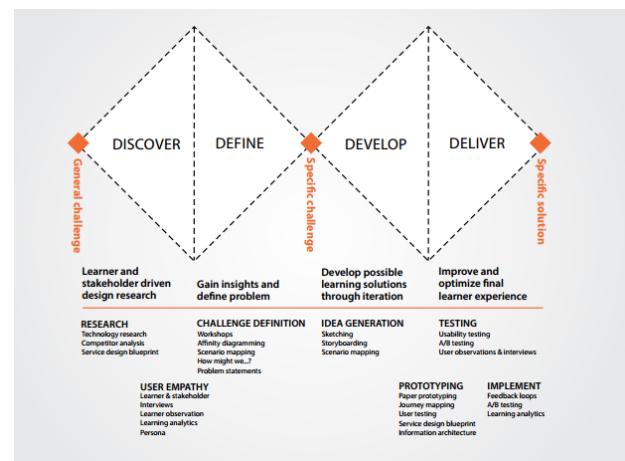 DISCOVER
DEFINE
DEVELOP
DELIVER
General challenge
Specific challenge
Specific solution
Learner and
stakeholder driven
design research
Gain insights and
define problem
Develop possible
learning solutions
through iteration
Improve and
optimize final
learner experience
RESEARCH
Technology research
Competitor analysis
Service design blueprint
CHALLENGE DEFINITION
Workshops
Affinity diagramming
Scenario mapping
How might we...?
Problem statements
IDEA GENERATION
Sketching
Storyboarding
Scenario mapping
TESTING
Usability testing
A/B testing
User observations & interviews
USER EMPATHY
Learner & stakeholder
Interviews
Learner observation
Learning analytics
Persona
PROTOTYPING
Paper prototyping
Journey mapping
User testing
Service design blueprint
Information architecture
IMPLEMENT
Feedback loops
A/B testing
Learning analytics